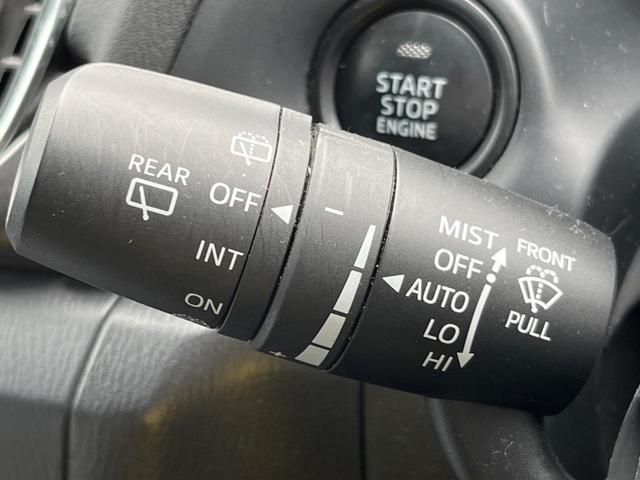 START
STOP
ENGINE
REAR
OFF
INT
ON
MIST
OFF
AUTO
LO
HI
FRONT
PULL